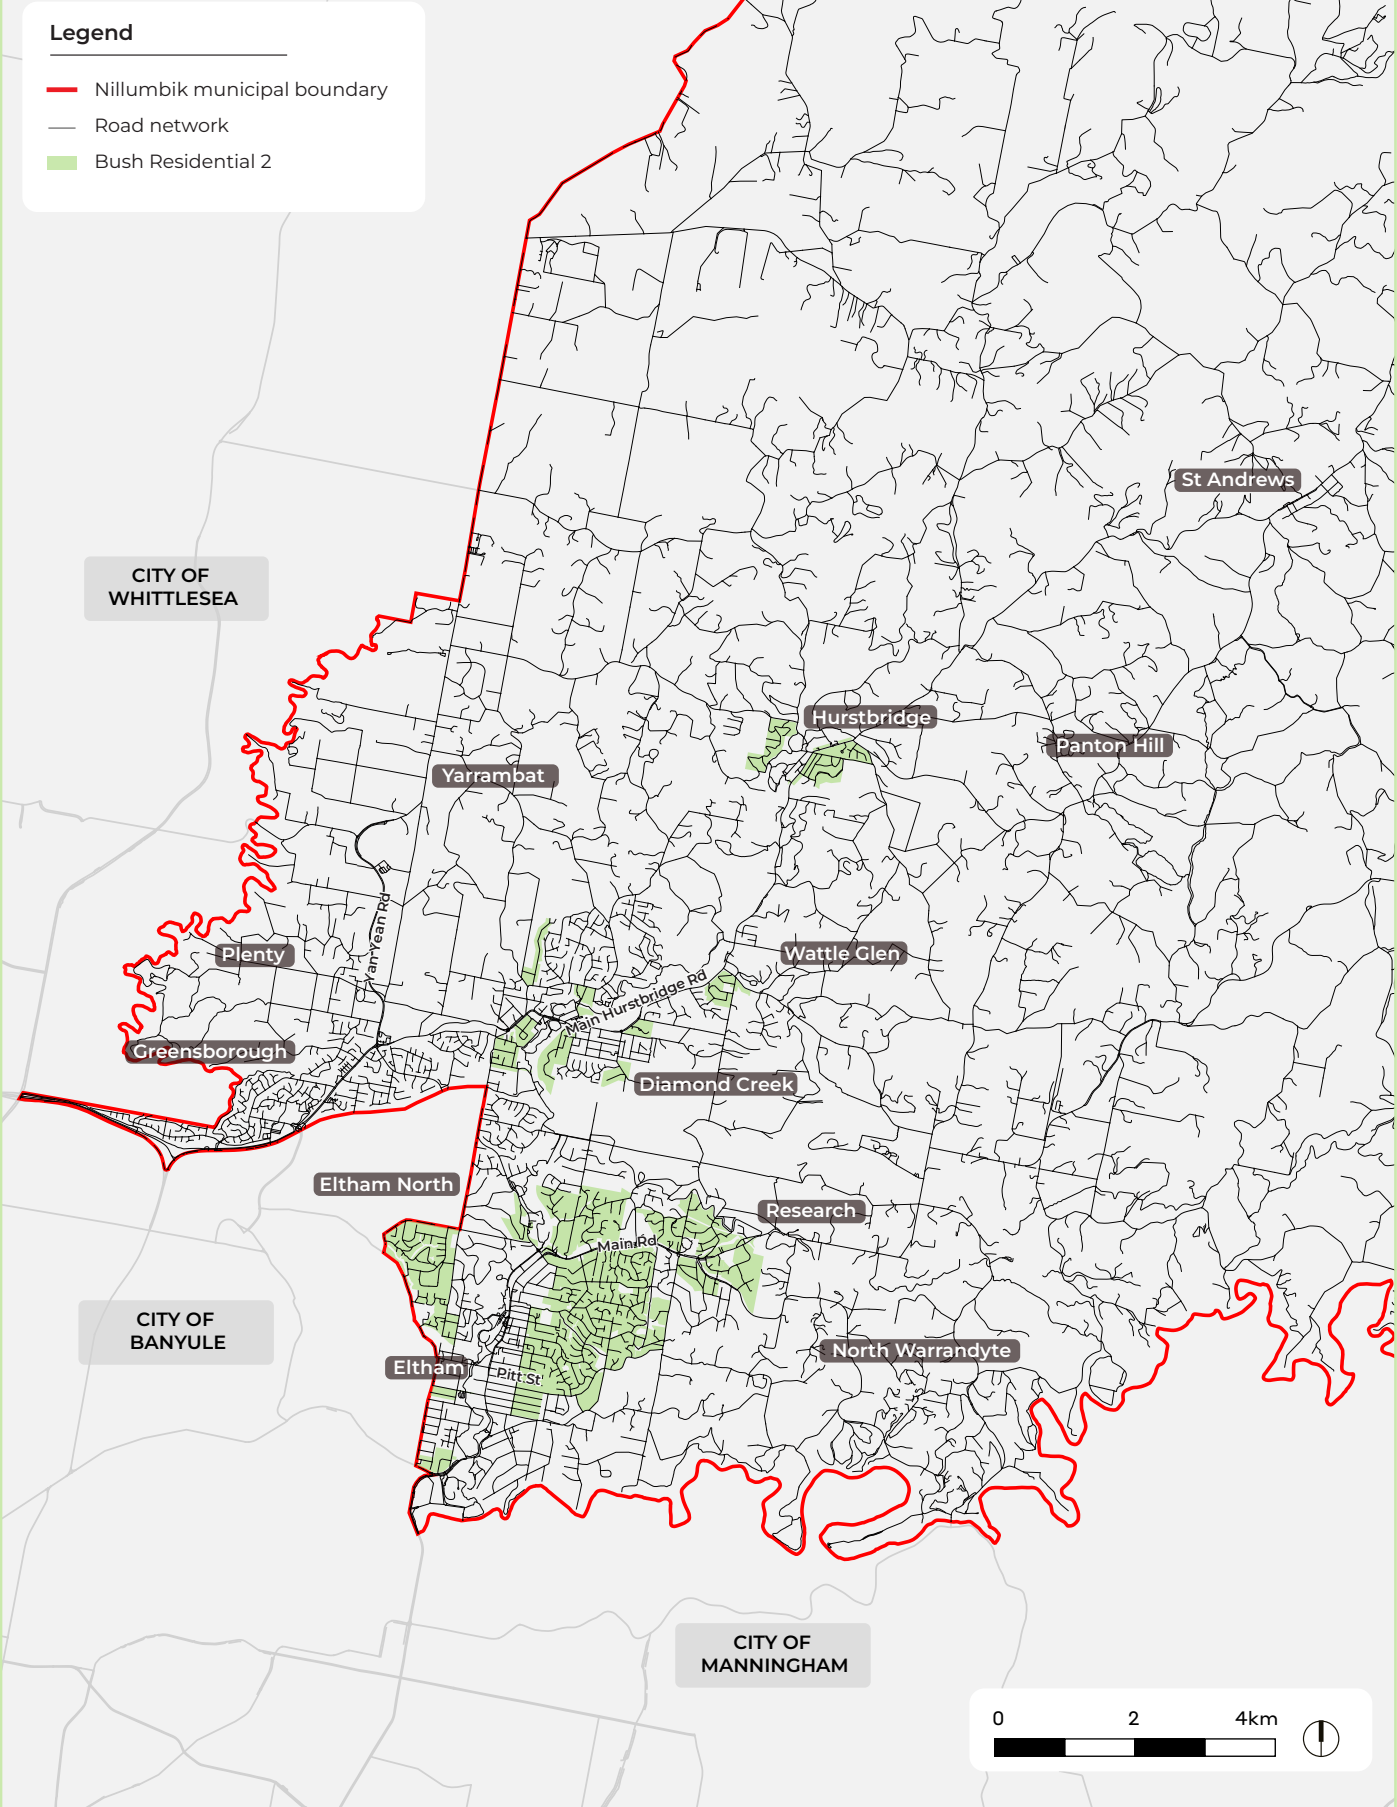 Legend
Nillumbik municipal boundary
Road network
Bush Residential 2
St Andrews
CITY OF
WHITTLESEA
Hurstbridge
Panton Hill
Yarrambat
Yan Yean Rd
Plenty
Wattle Glen
Main Hurstbridge Rd
Greensborough
Diamond Creek
Eltham North
Research
Main Rd
CITY OF
BANYULE
North Warrandyte
Eltham
Pitt St
CITY OF
MANNINGHAM
0 2 4km